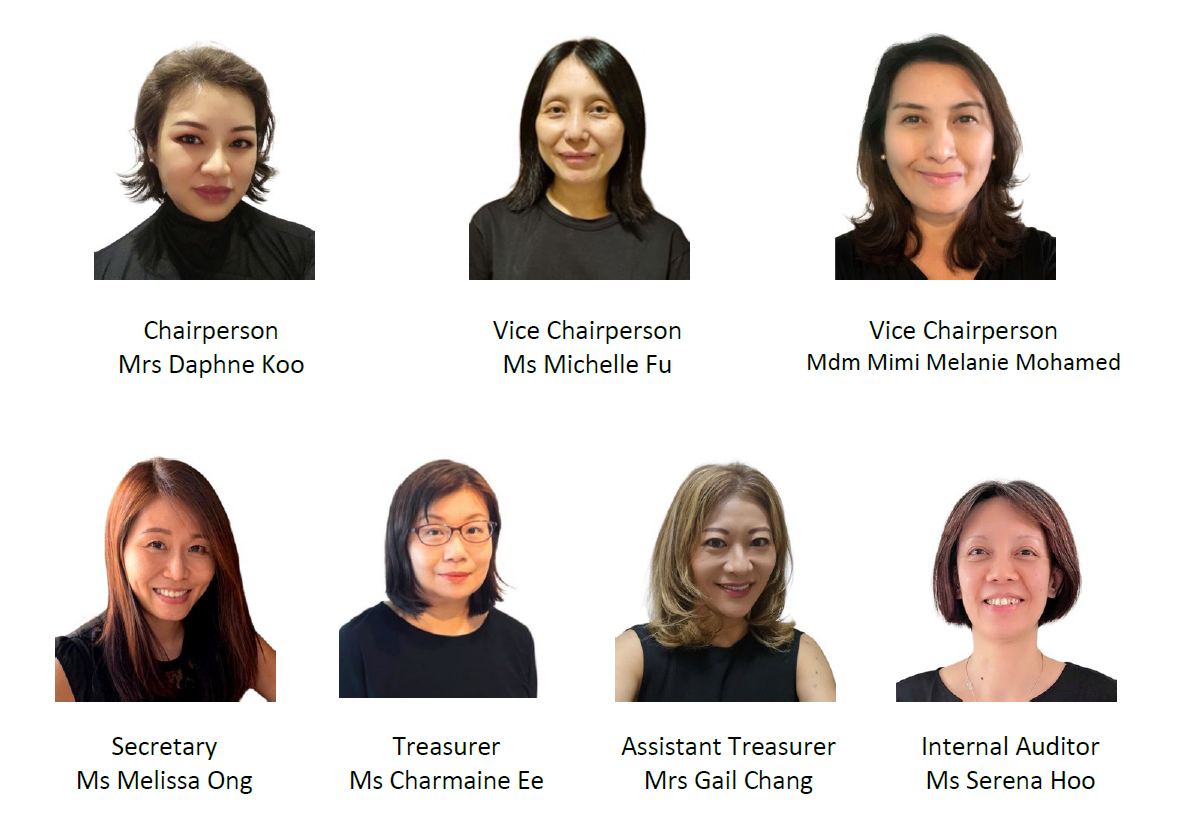 Chairperson
Mrs Daphne Koo
Vice Chairperson
Ms Michelle Fu
Vice Chairperson
Mdm Mimi Melanie Mohamed
Secretary
Ms Melissa Ong
Treasurer
Ms Charmaine Ee
Assistant Treasurer
Mrs Gail Chang
Internal Auditor
Ms Serena Hoo